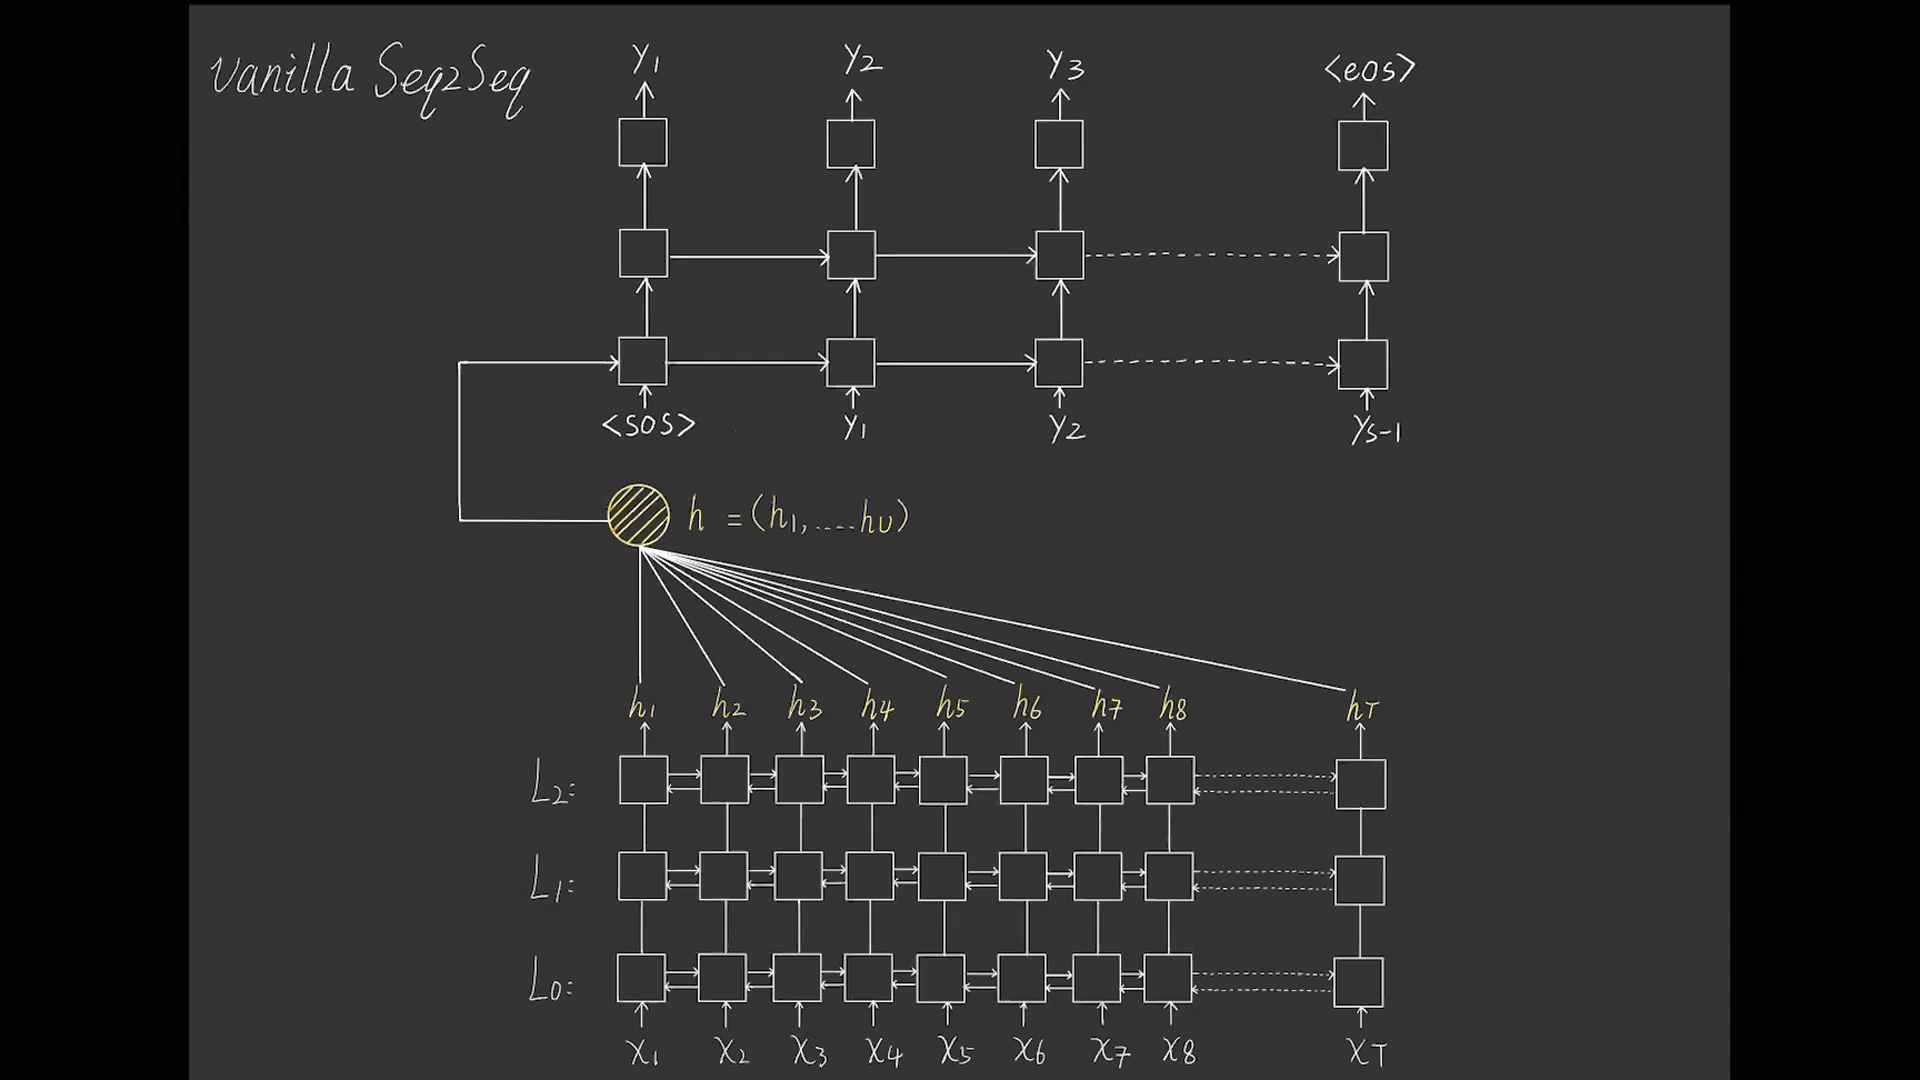 Vanilla Seq2Seq
y1 y2 y3 <eos>
<sos> y1 y2 ys-1
h = (h1,....hU)
h1 h2 h3 h4 h5 h6 h7 h8 hT
L2:
L1:
L0:
x1 x2 x3 x4 x5 x6 x7 x8 xT